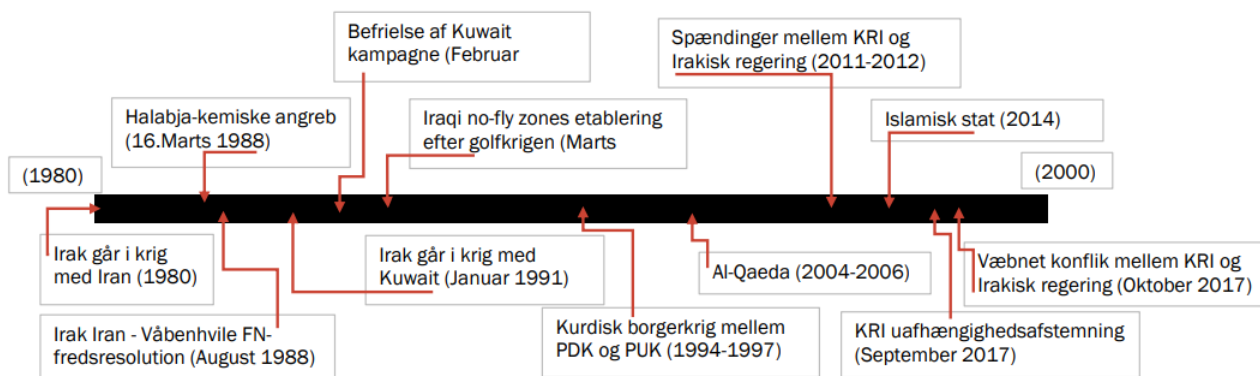 Befrielse af Kuwait
kampagne (Februar
Spændinger mellem KRI og
Irakisk regering (2011-2012)
Halabja-kemiske angreb
(16.Marts 1988)
Iraqi no-fly zones etablering
efter golfkrigen (Marts
Islamisk stat (2014)
(1980)
(2000)
Irak går i krig
med Iran (1980)
Irak går i krig med
Kuwait (Januar 1991)
Al-Qaeda (2004-2006)
Væbnet konflik mellem KRI og
Irakisk regering (Oktober 2017)
Irak Iran - Våbenhvile FN-
fredsresolution (August 1988)
Kurdisk borgerkrig mellem
PDK og PUK (1994-1997)
KRI uafhængighedsafstemning
(September 2017)